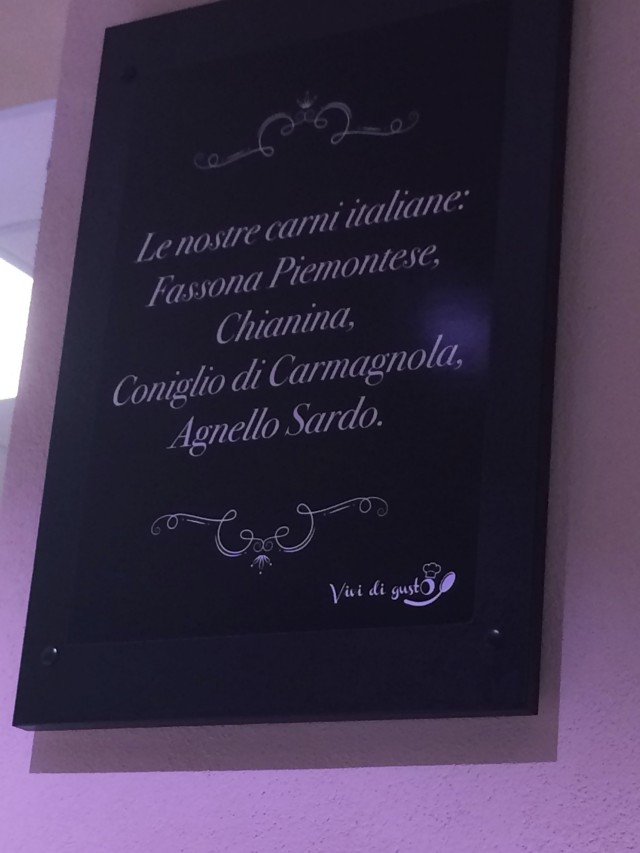 Le nostre carni italiane:
Fassona Piemontese,
Chianina,
Coniglio di Carmagnola,
Agnello Sardo.
Vivi di gusto